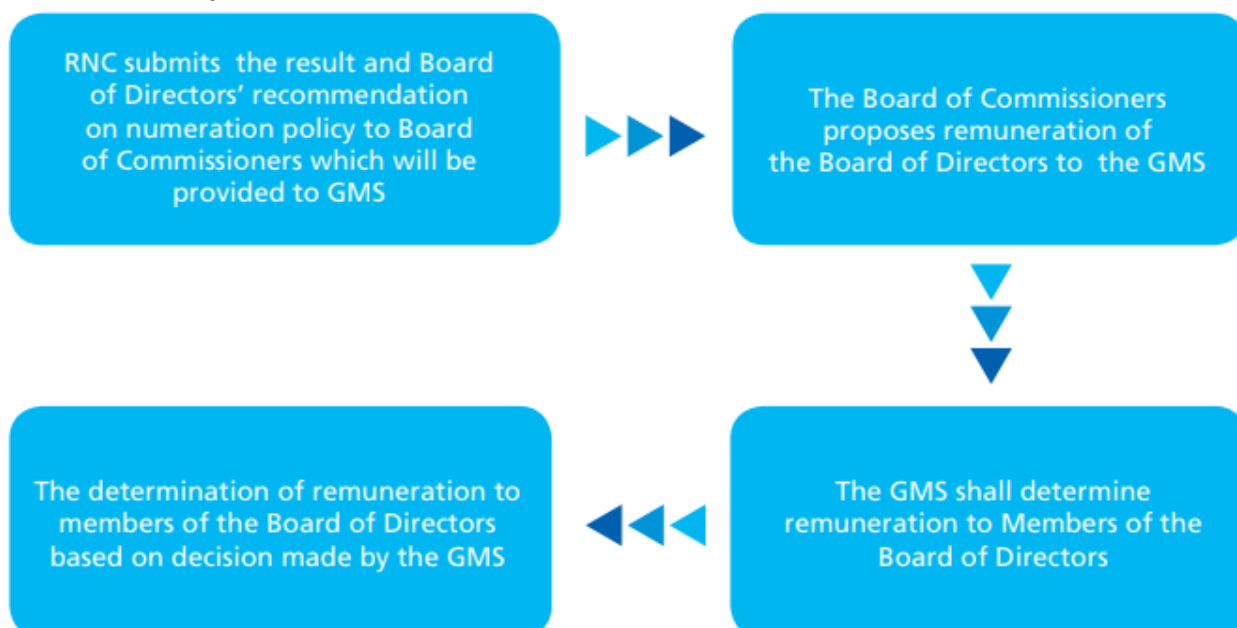 RNC submits the result and Board
of Directors' recommendation
on numeration policy to Board
of Commissioners which will be
provided to GMS
The Board of Commissioners
proposes remuneration of
the Board of Directors to the GMS
The GMS shall determine
remuneration to Members of the
Board of Directors
The determination of remuneration to
members of the Board of Directors
based on decision made by the GMS